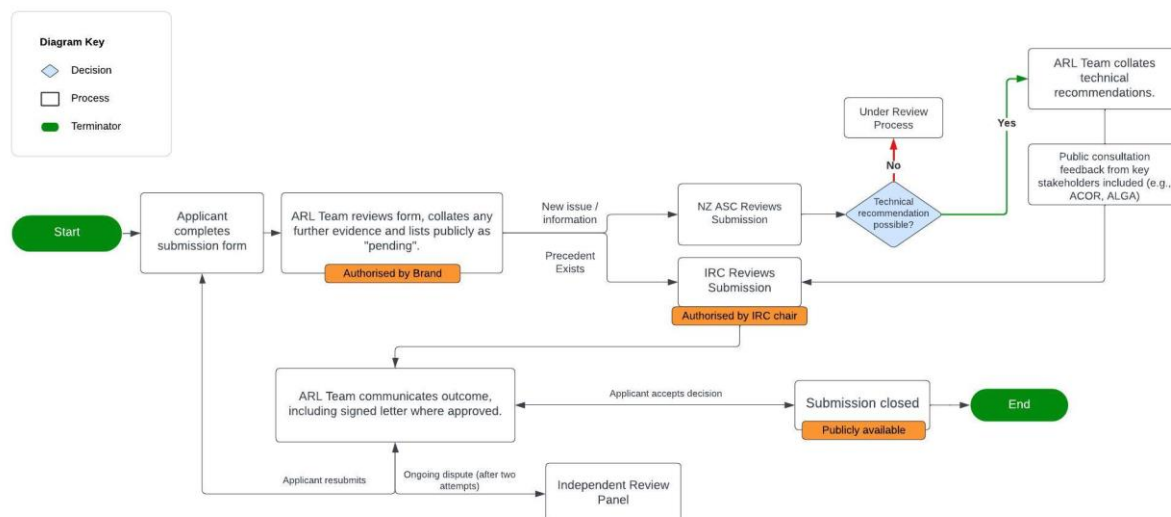 Diagram Key
Decision
Process
Terminator
Start
Applicant
completes
submission form
ARL Team reviews form, collates any
further evidence and lists publicly as
"pending".
Authorised by Brand
New issue /
information
Precedent
Exists
NZ ASC Reviews
Submission
IRC Reviews
Submission
Authorised by IRC chair
Under Review
Process
No
Technical
recommendation
possible?
Yes
ARL Team collates
technical
recommendations.
Public consultation
feedback from key
stakeholders included (e.g.,
ACOR, ALGA)
ARL Team communicates outcome,
including signed letter where approved.
Applicant accepts decision
Submission closed
Publicly available
End
Applicant resubmits
Ongoing dispute (after two
attempts)
Independent Review
Panel